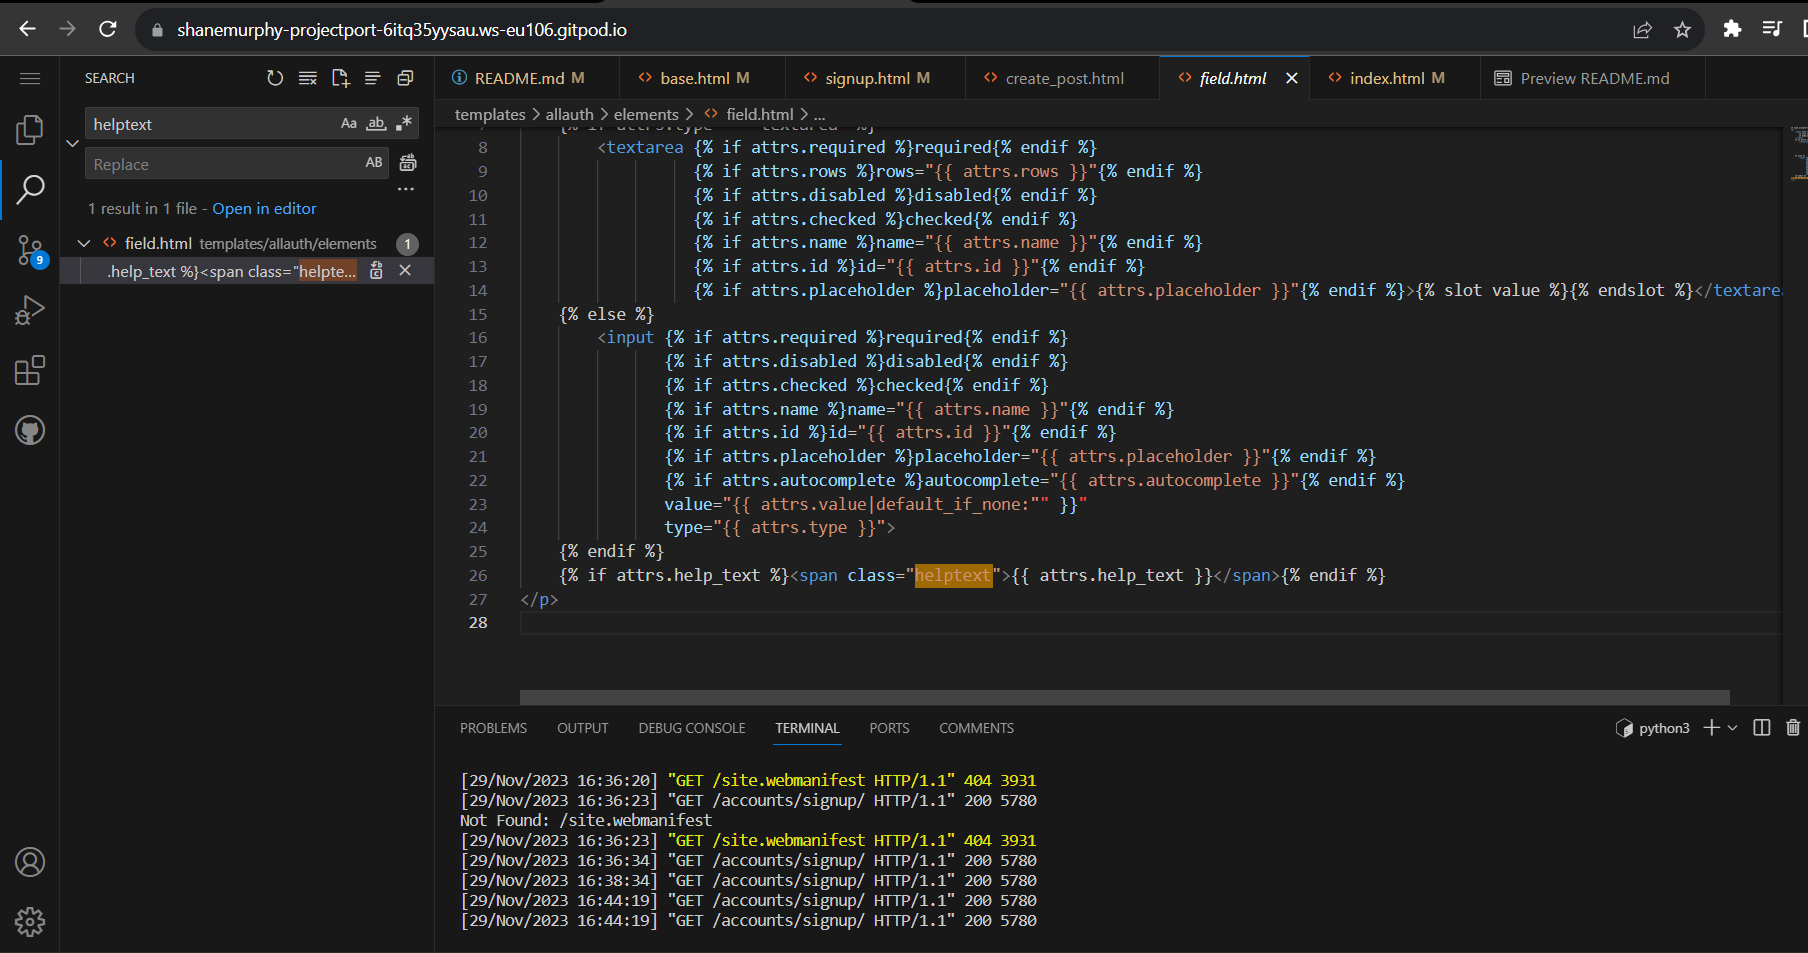 shanemurphy-projectport-6itq35yysau.ws-eu106.gitpod.io
SEARCH
helptext
Aa ab
Replace
AB
1 result in 1 file - Open in editor
field.html templates/allauth/elements 1
.help_text %}<span class="helpte...
9
README.md M
base.html M
signup.html M
create_post.html
field.html
index.html M
Preview README.md
templates > allauth > elements > field.html > ...
8 <textarea {% if attrs.required %}required{% endif %}
9 {% if attrs.rows %}rows="{{ attrs.rows }}"{% endif %}
10 {% if attrs.disabled %}disabled{% endif %}
11 {% if attrs.checked %}checked{% endif %}
12 {% if attrs.name %}name="{{ attrs.name }}"{% endif %}
13 {% if attrs.id %}id="{{ attrs.id }}"{% endif %}
14 {% if attrs.placeholder %}placeholder="{{ attrs.placeholder }}"{% endif %}>{% slot value %}{% endslot %}</textarea
15 {% else %}
16 <input {% if attrs.required %}required{% endif %}
17 {% if attrs.disabled %}disabled{% endif %}
18 {% if attrs.checked %}checked{% endif %}
19 {% if attrs.name %}name="{{ attrs.name }}"{% endif %}
20 {% if attrs.id %}id="{{ attrs.id }}"{% endif %}
21 {% if attrs.placeholder %}placeholder="{{ attrs.placeholder }}"{% endif %}
22 {% if attrs.autocomplete %}autocomplete="{{ attrs.autocomplete }}"{% endif %}
23 value="{{ attrs.value|default_if_none:"" }}"
24 type="{{ attrs.type }}">
25 {% endif %}
26 {% if attrs.help_text %}<span class="helptext">{{ attrs.help_text }}</span>{% endif %}
27 </p>
28
PROBLEMS OUTPUT DEBUG CONSOLE TERMINAL PORTS COMMENTS
python3
[29/Nov/2023 16:36:20] "GET /site.webmanifest HTTP/1.1" 404 3931
[29/Nov/2023 16:36:23] "GET /accounts/signup/ HTTP/1.1" 200 5780
Not Found: /site.webmanifest
[29/Nov/2023 16:36:23] "GET /site.webmanifest HTTP/1.1" 404 3931
[29/Nov/2023 16:36:34] "GET /accounts/signup/ HTTP/1.1" 200 5780
[29/Nov/2023 16:38:34] "GET /accounts/signup/ HTTP/1.1" 200 5780
[29/Nov/2023 16:44:19] "GET /accounts/signup/ HTTP/1.1" 200 5780
[29/Nov/2023 16:44:19] "GET /accounts/signup/ HTTP/1.1" 200 5780